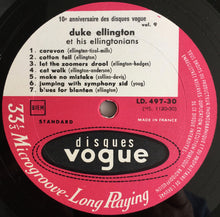 10e anniversaire des disques vogue
vol. 9
duke ellington
et his ellingtonians
1. caravan (ellington-tizol-mills)
2. cotton tail (ellington)
3. let the zoomers drool (ellington-hodges)
4. cat walk (ellington-anderson)
5. make no mistake (collins-davis)
6. jumping with symphony sid (young)
7. blues for blanton (ellington)
BIEM
LD. 497-30
STANDARD
MADE IN FRANCE
disques
vogue
33⅓ Microgroove-Long Playing